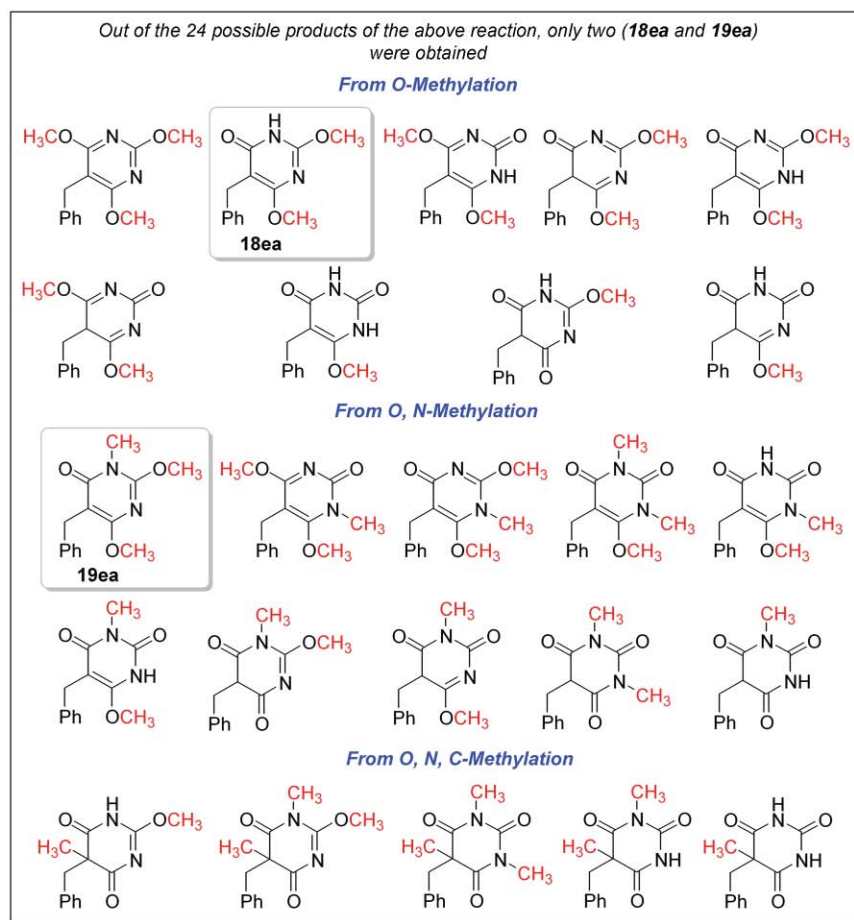 Out of the 24 possible products of the above reaction, only two (18ea and 19ea)
were obtained
From O-Methylation
H3CO N OCH3 N Ph OCH3
O H N OCH3 N Ph OCH3
18ea
H3CO N O NH Ph OCH3
O N OCH3 N Ph OCH3
O N OCH3 NH Ph OCH3
H3CO N O N Ph OCH3
O H N O NH Ph OCH3
O H N OCH3 N Ph O
O H N O N Ph OCH3
From O, N-Methylation
CH3 O N OCH3 N Ph OCH3
19ea
H3CO N O N CH3 Ph OCH3
O N OCH3 N CH3 Ph OCH3
CH3 O N O N CH3 Ph OCH3
O H N O N CH3 Ph OCH3
CH3 O N O NH Ph OCH3
CH3 O N OCH3 N Ph O
CH3 O N O N Ph OCH3
CH3 O N O N CH3 Ph O
CH3 O N O NH Ph O
From O, N, C-Methylation
O H N OCH3 H3C N Ph O
CH3 O N OCH3 H3C N Ph O
CH3 O N O H3C N CH3 Ph O
CH3 O N O H3C NH Ph O
O H N O H3C NH Ph O